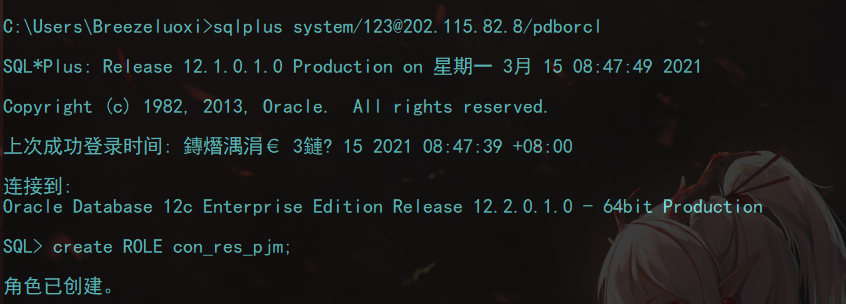 C:\Users\Breezeluoxi>sqlplus system/123@202.115.82.8/pdborcl
SQL*Plus: Release 12.1.0.1.0 Production on 星期一 3月 15 08:47:49 2021
Copyright (c) 1982, 2013, Oracle.  All rights reserved.
上次成功登录时间: 鏄熸湡涓€ 3鏈? 15 2021 08:47:39 +08:00
连接到:
Oracle Database 12c Enterprise Edition Release 12.2.0.1.0 - 64bit Production
SQL> create ROLE con_res_pjm;
角色已创建。